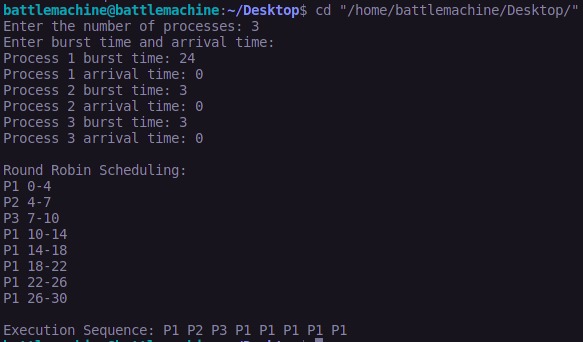 battlemachine@battlemachine:~/Desktop$ cd "/home/battlemachine/Desktop/"
Enter the number of processes: 3
Enter burst time and arrival time:
Process 1 burst time: 24
Process 1 arrival time: 0
Process 2 burst time: 3
Process 2 arrival time: 0
Process 3 burst time: 3
Process 3 arrival time: 0
Round Robin Scheduling:
P1 0-4
P2 4-7
P3 7-10
P1 10-14
P1 14-18
P1 18-22
P1 22-26
P1 26-30
Execution Sequence: P1 P2 P3 P1 P1 P1 P1 P1